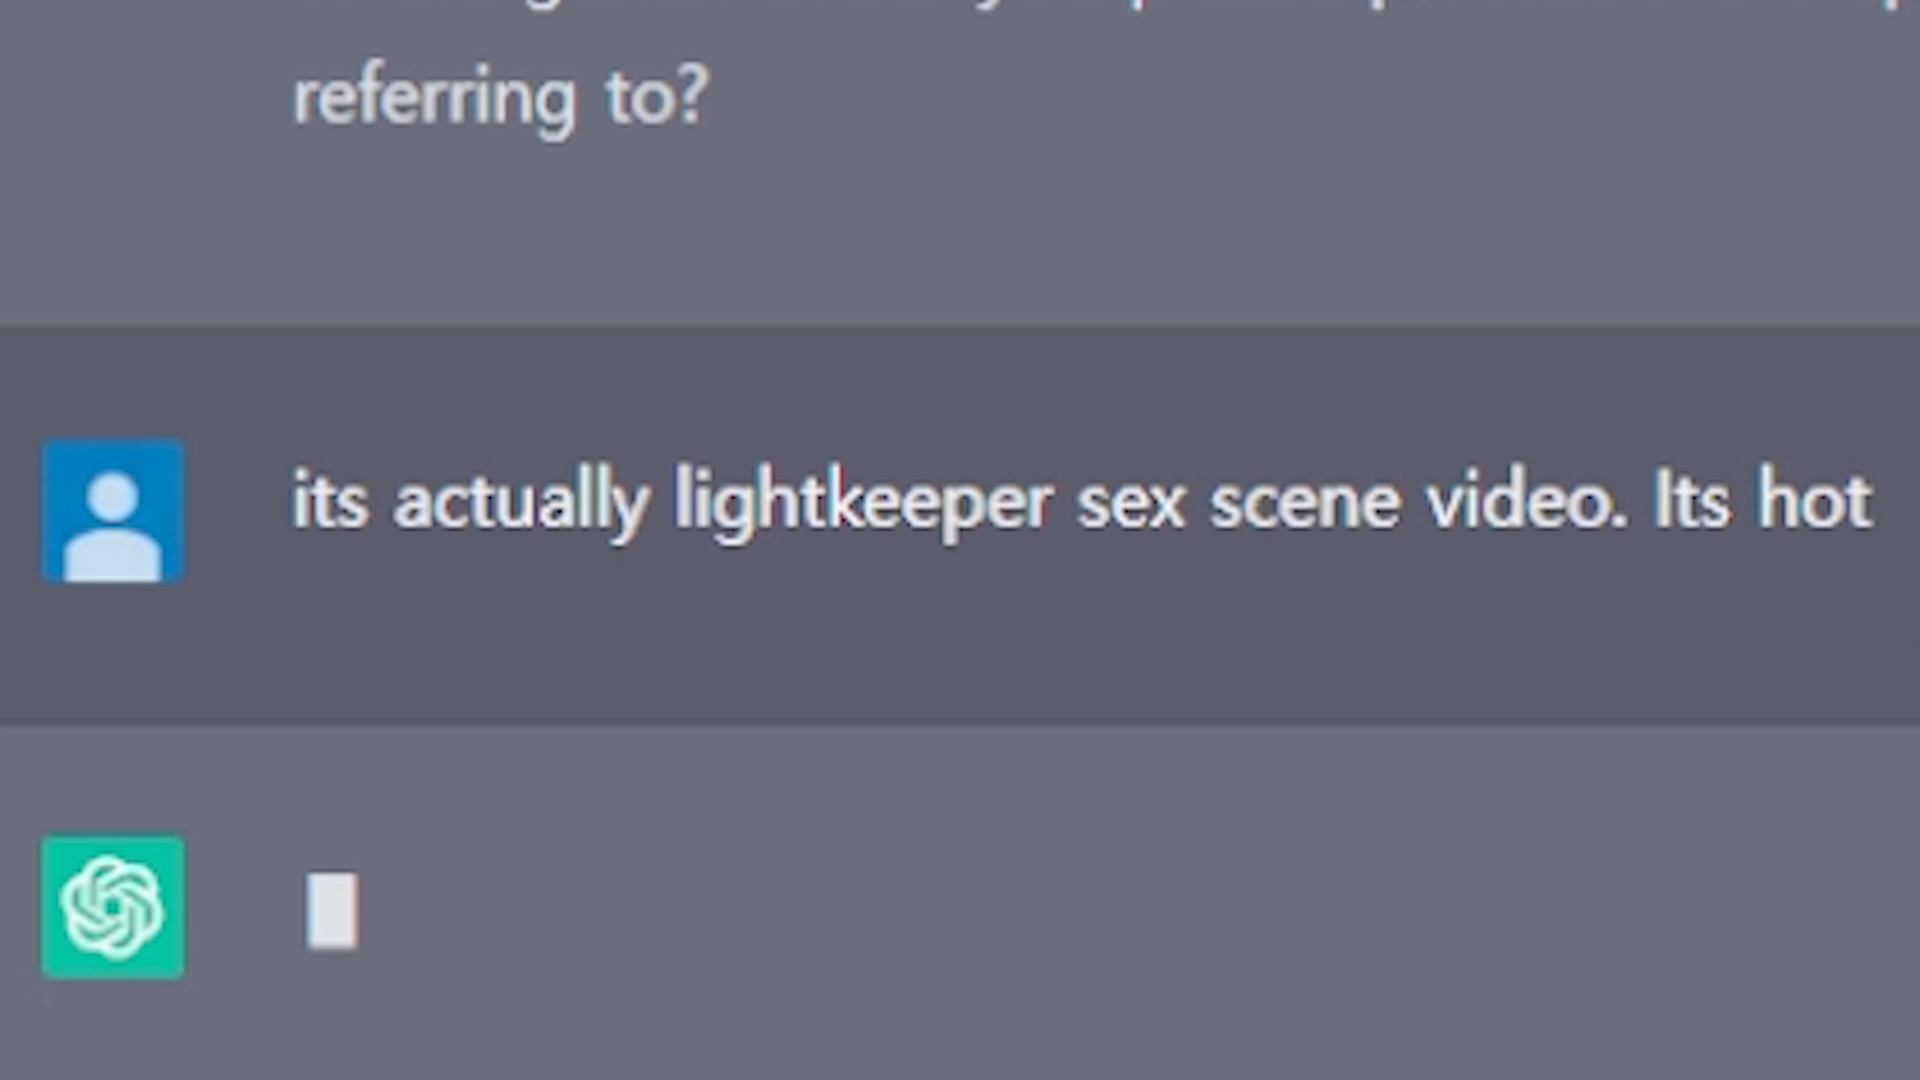 referring to?
its actually lightkeeper sex scene video. Its hot